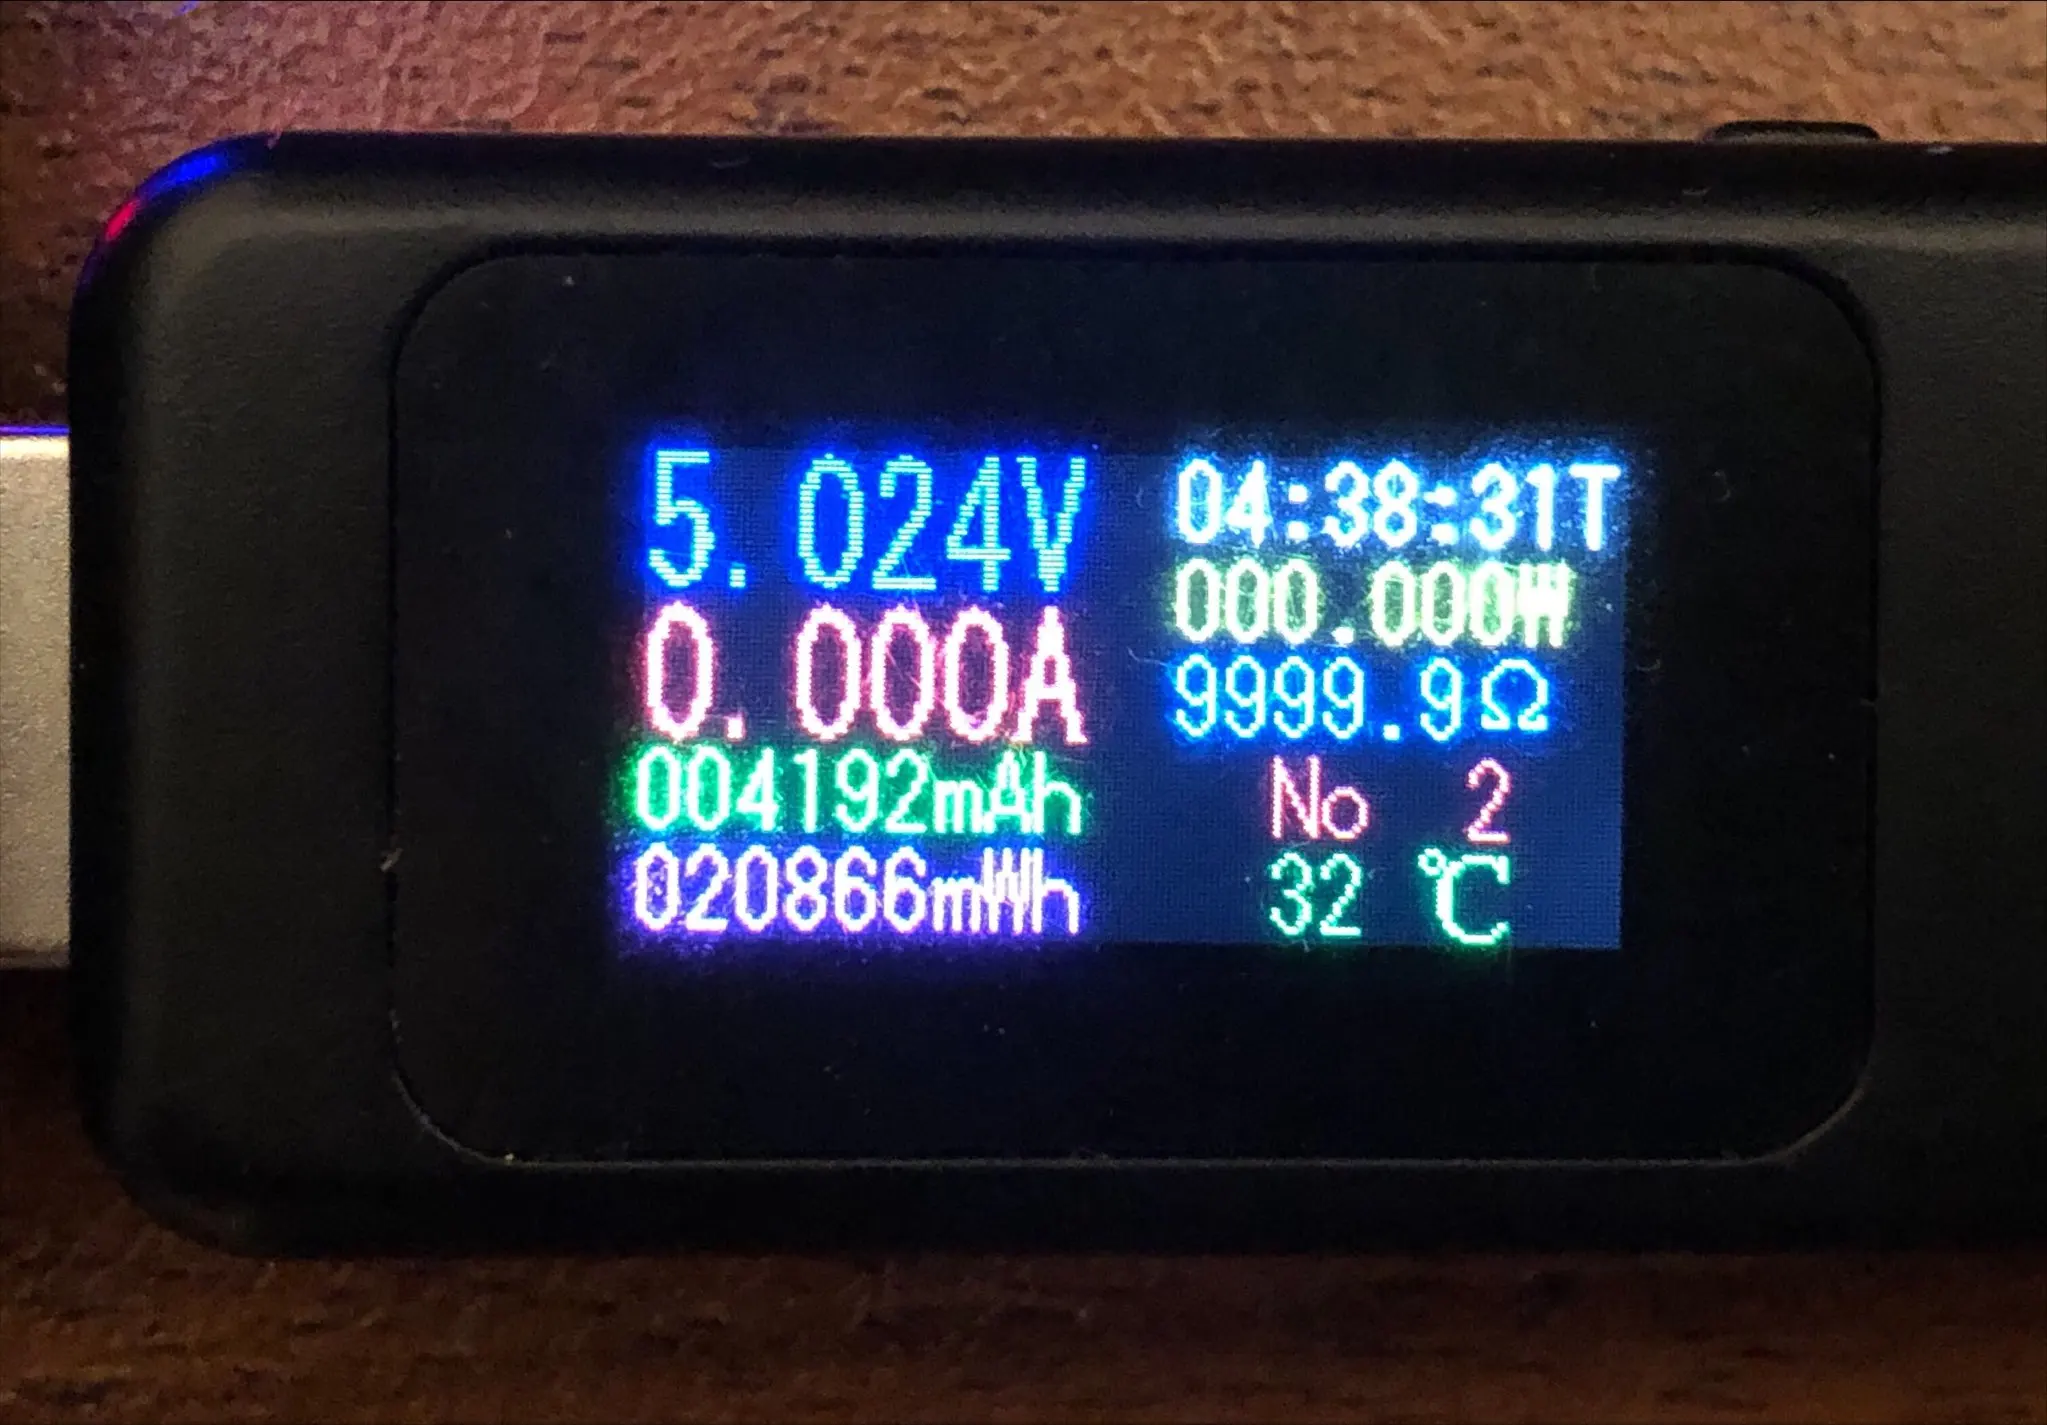 5.024V
0.000A
004192mAh
020866mWh
04:38:31T
000.000W
9999.9Ω
No 2
32 ℃